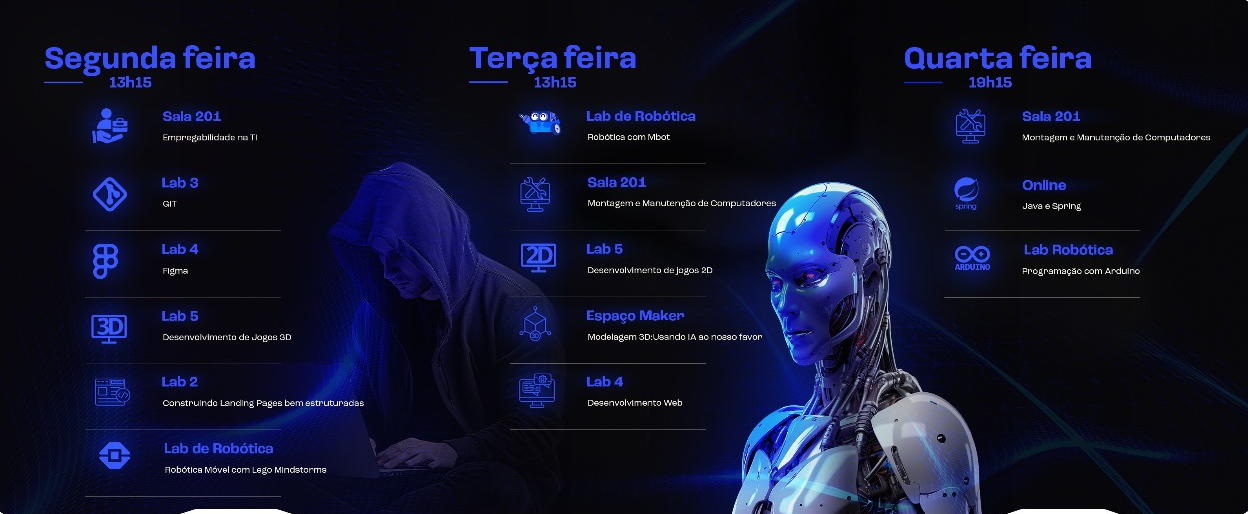 Segunda feira
13h15
Sala 201
Empregabilidade na TI
Lab 3
GIT
Lab 4
Figma
3D
Lab 5
Desenvolvimento de Jogos 3D
Lab 2
Construindo Landing Pages bem estruturadas
Lab de Robótica
Robótica Móvel com Lego Mindstorms
Terça feira
13h15
Lab de Robótica
Robótica com Mbot
Sala 201
Montagem e Manutenção de Computadores
2D
Lab 5
Desenvolvimento de jogos 2D
Espaço Maker
Modelagem 3D:Usando IA ao nosso favor
Lab 4
Desenvolvimento Web
Quarta feira
19h15
Sala 201
Montagem e Manutenção de Computadores
spring
Online
Java e Spring
ARDUINO
Lab Robótica
Programação com Arduino